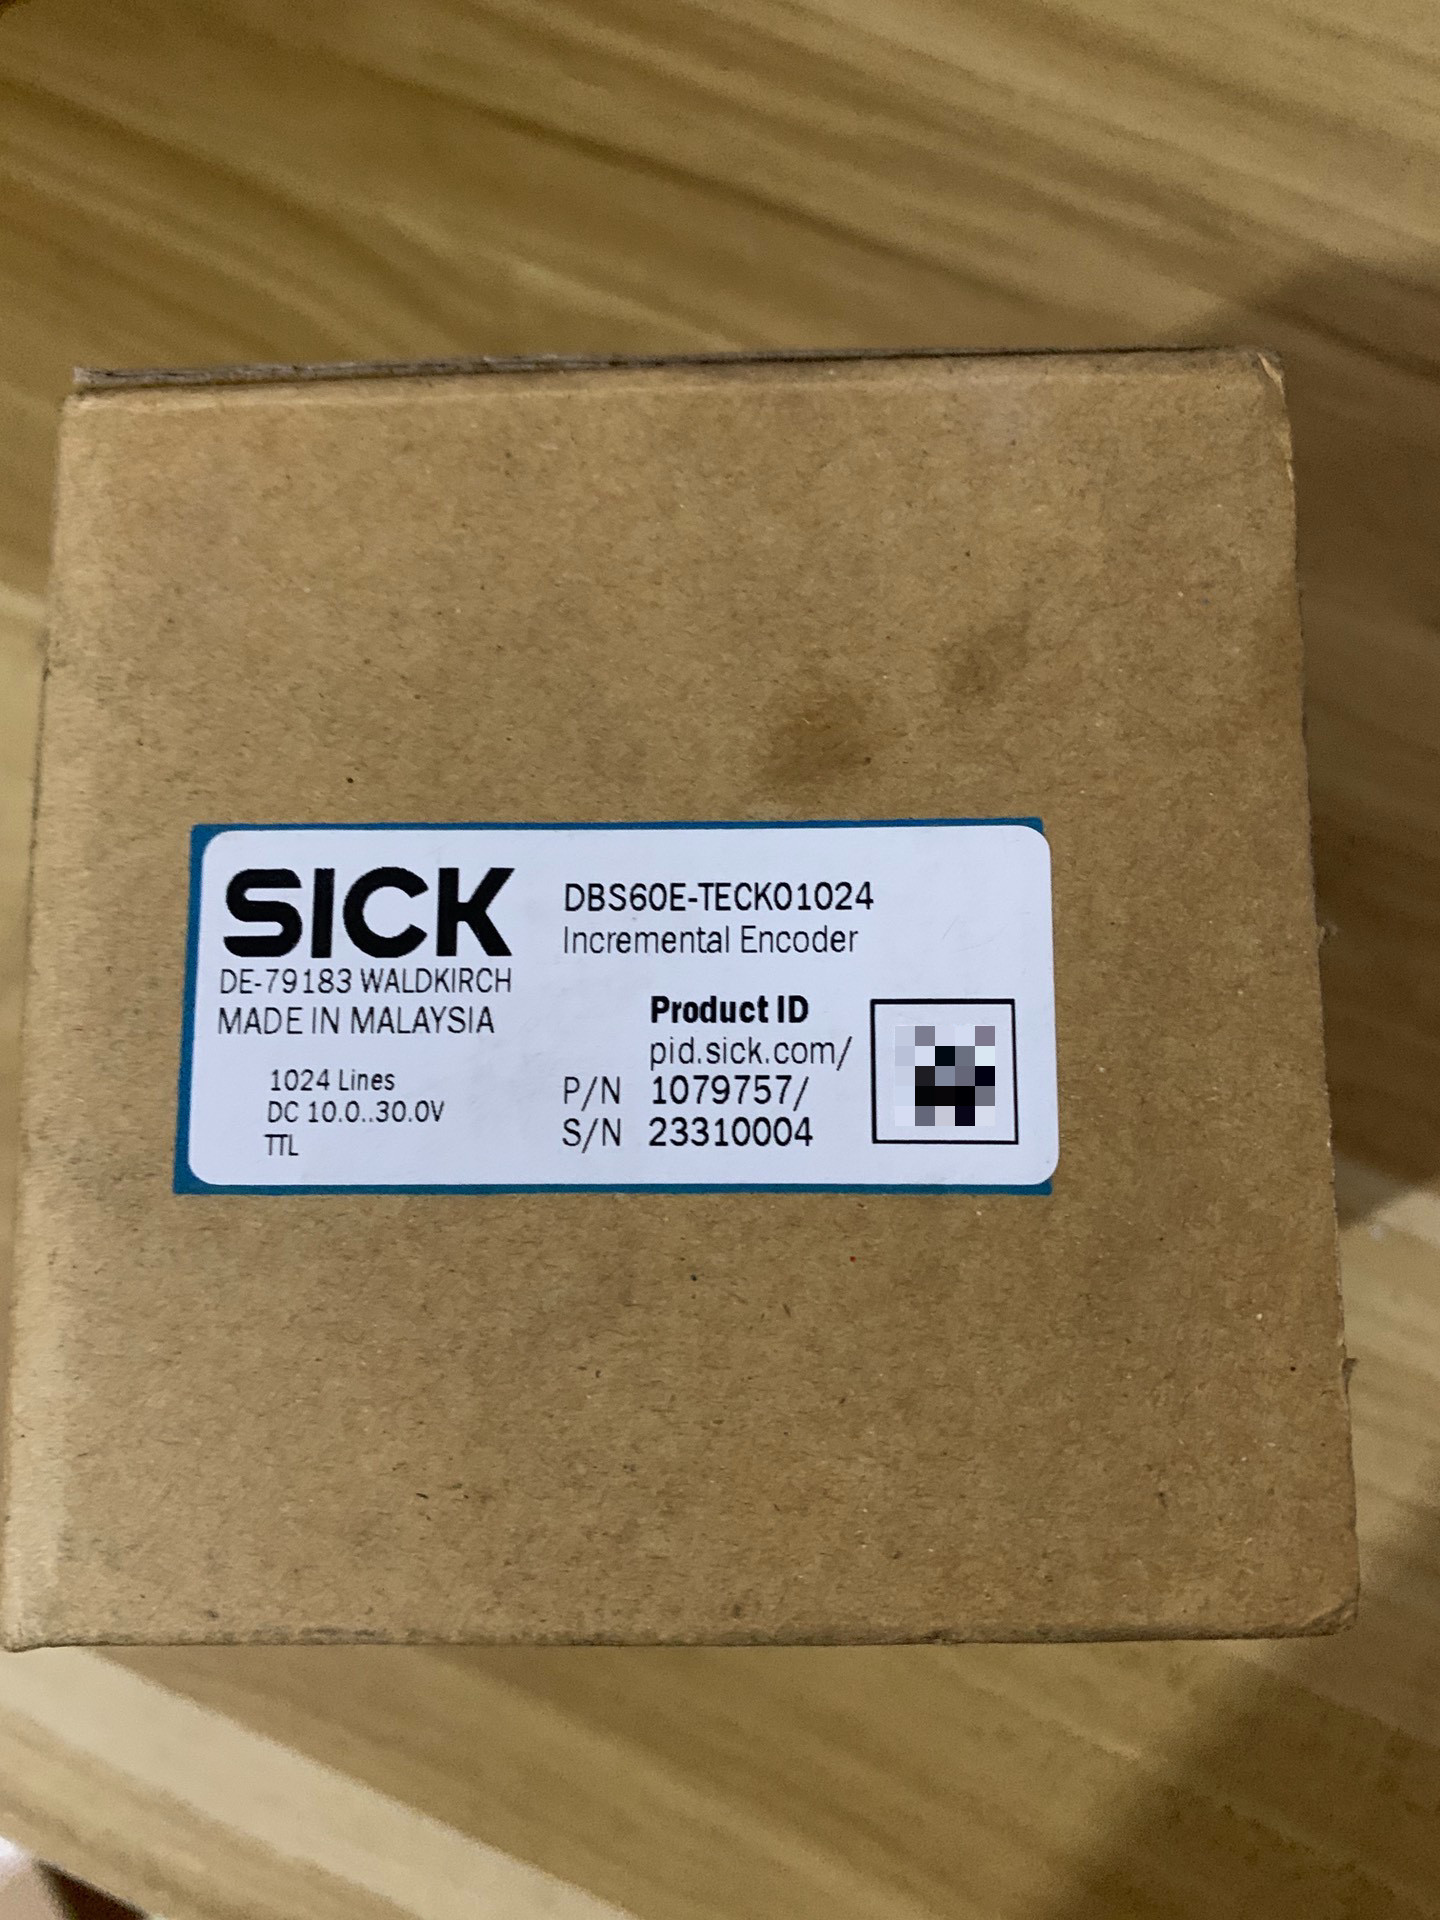 SICK
DE-79183 WALDKIRCH
MADE IN MALAYSIA
1024 Lines
DC 10.0..30.0V
TTL
DBS60E-TECK01024
Incremental Encoder
Product ID
pid.sick.com/
P/N 1079757/
S/N 23310004